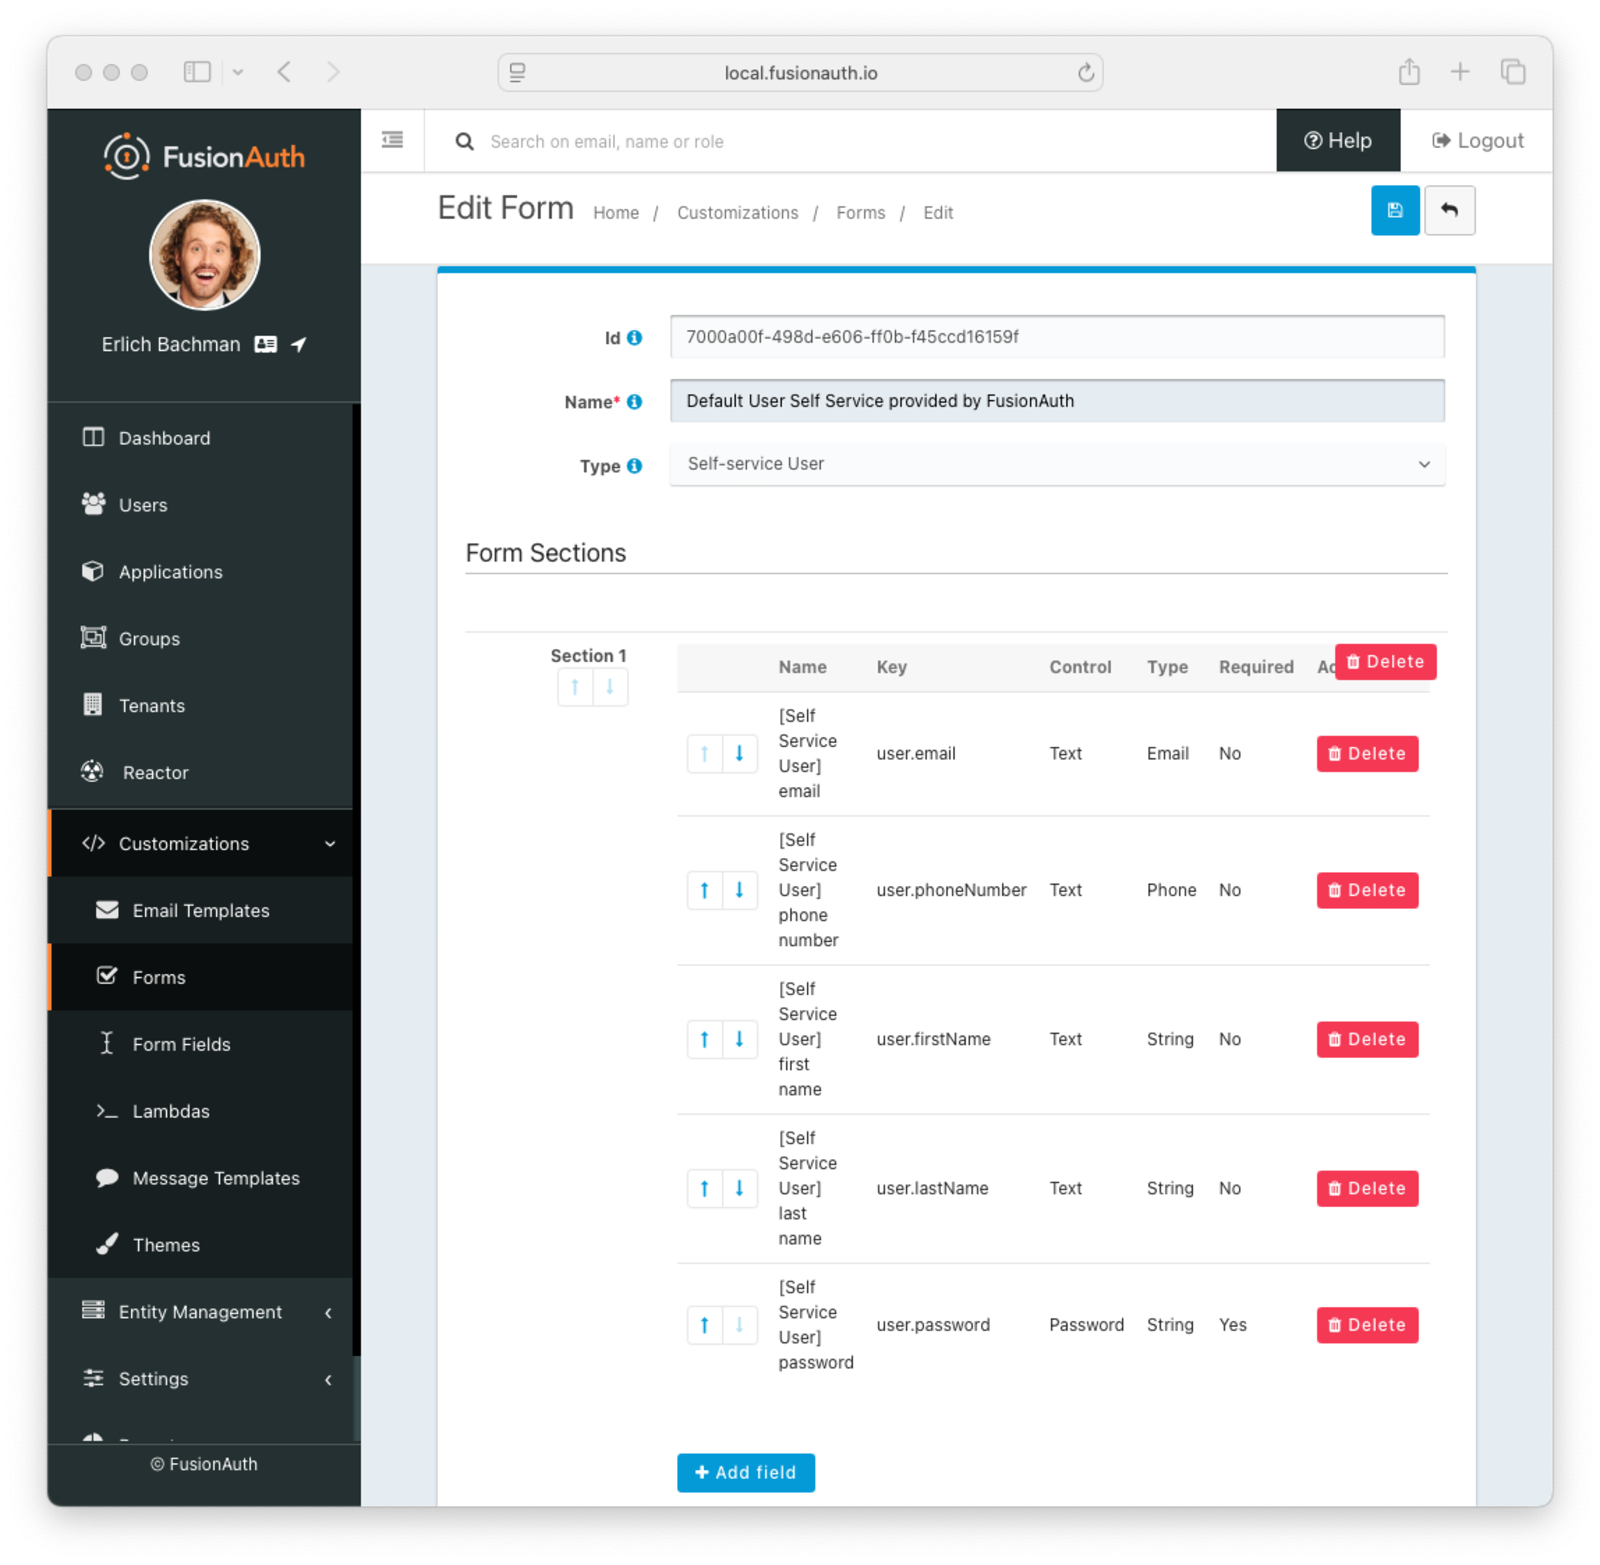 local.fusionauth.io
FusionAuth
Search on email, name or role
Help
Logout
Edit Form
Home / Customizations / Forms / Edit
Erlich Bachman
Dashboard
Users
Applications
Groups
Tenants
Reactor
Customizations
Email Templates
Forms
Form Fields
Lambdas
Message Templates
Themes
Entity Management
Settings
© FusionAuth
Id
7000a00f-498d-e606-ff0b-f45ccd16159f
Name*
Default User Self Service provided by FusionAuth
Type
Self-service User
Form Sections
Section 1
Delete
Name Key Control Type Required
[Self
Service
User]
email
user.email Text Email No Delete
[Self
Service
User]
phone
number
user.phoneNumber Text Phone No Delete
[Self
Service
User]
first
name
user.firstName Text String No Delete
[Self
Service
User]
last
name
user.lastName Text String No Delete
[Self
Service
User]
password
user.password Password String Yes Delete
Add field